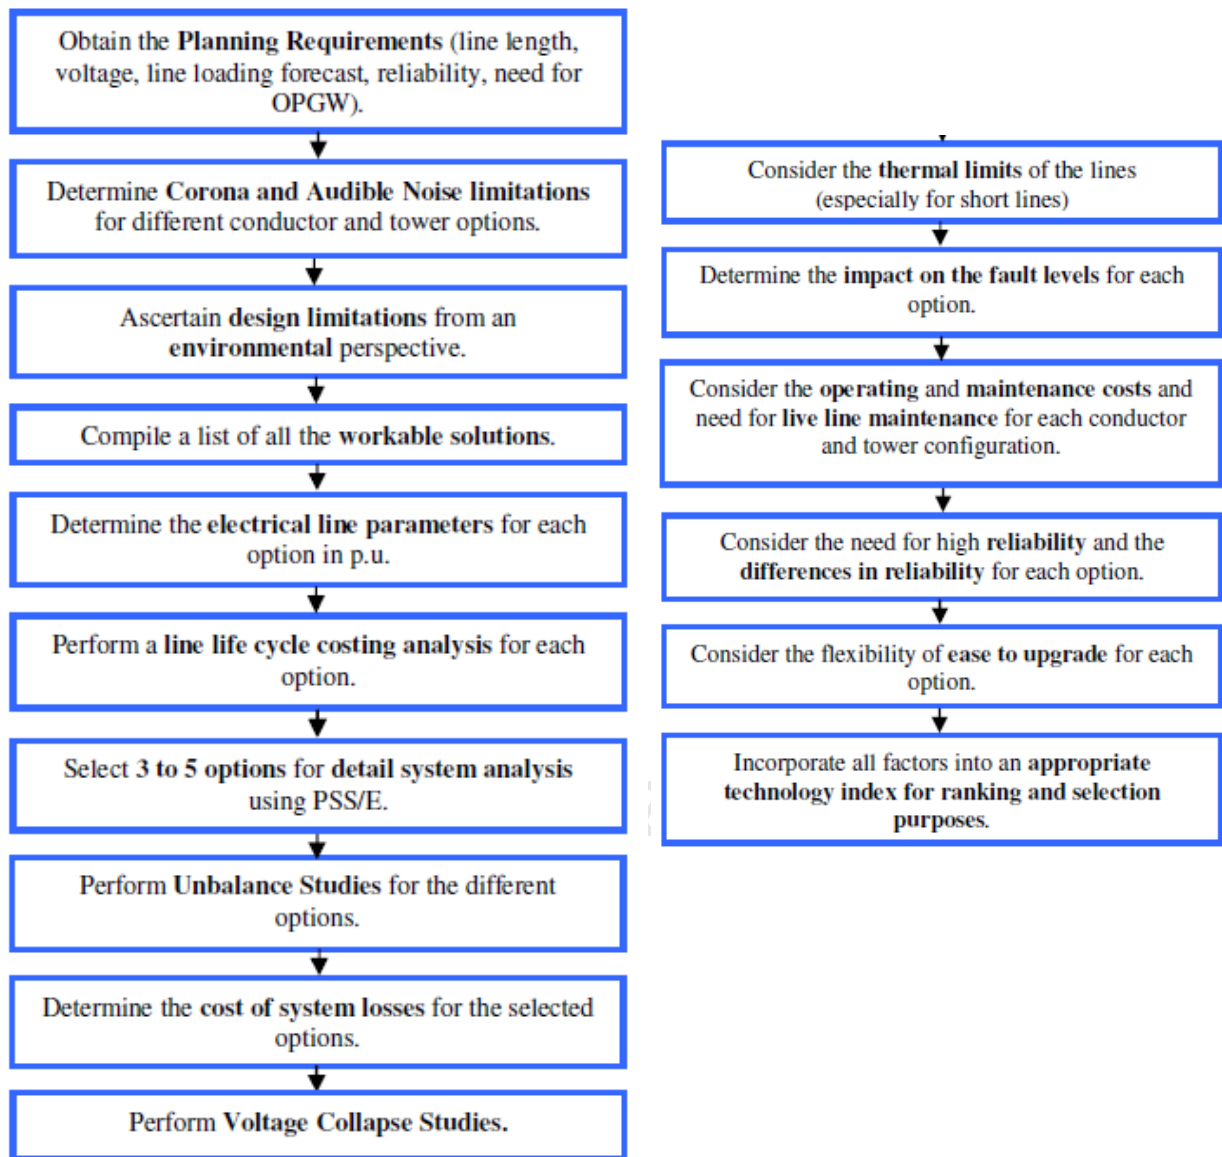 Obtain the Planning Requirements (line length,
voltage, line loading forecast, reliability, need for
OPGW).
Determine Corona and Audible Noise limitations
for different conductor and tower options.
Ascertain design limitations from an
environmental perspective.
Compile a list of all the workable solutions.
Determine the electrical line parameters for each
option in p.u.
Perform a line life cycle costing analysis for each
option.
Select 3 to 5 options for detail system analysis
using PSS/E.
Perform Unbalance Studies for the different
options.
Determine the cost of system losses for the selected
options.
Perform Voltage Collapse Studies.
Consider the thermal limits of the lines
(especially for short lines)
Determine the impact on the fault levels for each
option.
Consider the operating and maintenance costs and
need for live line maintenance for each conductor
and tower configuration.
Consider the need for high reliability and the
differences in reliability for each option.
Consider the flexibility of ease to upgrade for each
option.
Incorporate all factors into an appropriate
technology index for ranking and selection
purposes.